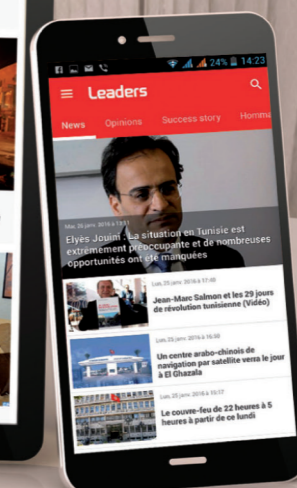 24% 14:23
Leaders
News Opinions Success story Homma
Mar, 26 janv. 2016 à 13:21
Elyès Jouini : La situation en Tunisie est
extrêmement préoccupante et de nombreuses
opportunités ont été manquées
Lun, 25 janv. 2016 à 17:48
Jean-Marc Salmon et les 29 jours
de révolution tunisienne (Vidéo)
Lun, 25 janv. 2016 à 16:50
Un centre arabo-chinois de
navigation par satellite verra le jour
à El Ghazala
Lun, 25 janv. 2016 à 15:17
Le couvre-feu de 22 heures à 5
heures à partir de ce lundi